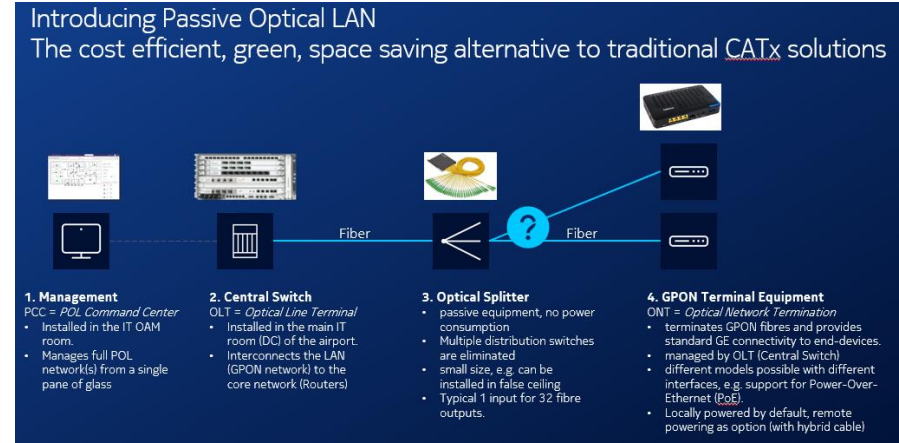 Introducing Passive Optical LAN
The cost efficient, green, space saving alternative to traditional CATx solutions
Fiber
?
Fiber
1. Management
PCC = POL Command Center
• Installed in the IT OAM
room.
• Manages full POL
network(s) from a single
pane of glass
2. Central Switch
OLT = Optical Line Terminal
• Installed in the main IT
room (DC) of the airport.
• Interconnects the LAN
(GPON network) to the
core network (Routers)
3. Optical Splitter
• passive equipment, no power
consumption
• Multiple distribution switches
are eliminated
• small size, e.g. can be
installed in false ceiling
• Typical 1 input for 32 fibre
outputs.
4. GPON Terminal Equipment
ONT = Optical Network Termination
• terminates GPON fibres and provides
standard GE connectivity to end-devices.
• managed by OLT (Central Switch)
• different models possible with different
interfaces, e.g. support for Power-Over-
Ethernet (PoE).
• Locally powered by default, remote
powering as option (with hybrid cable)